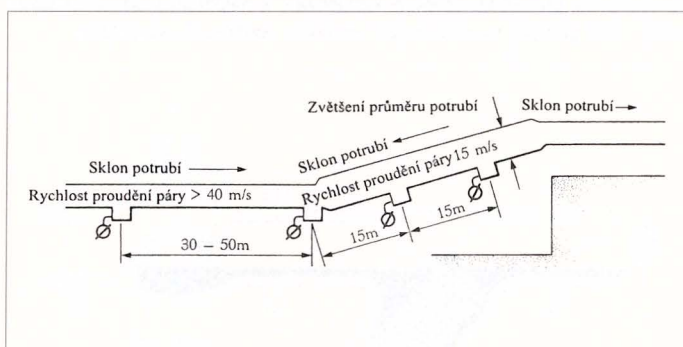 Zvětšení průměru potrubí
Sklon potrubí
Sklon potrubí
Sklon potrubí
Rychlost proudění páry 15 m/s
Rychlost proudění páry > 40 m/s
15m
15m
30 – 50m